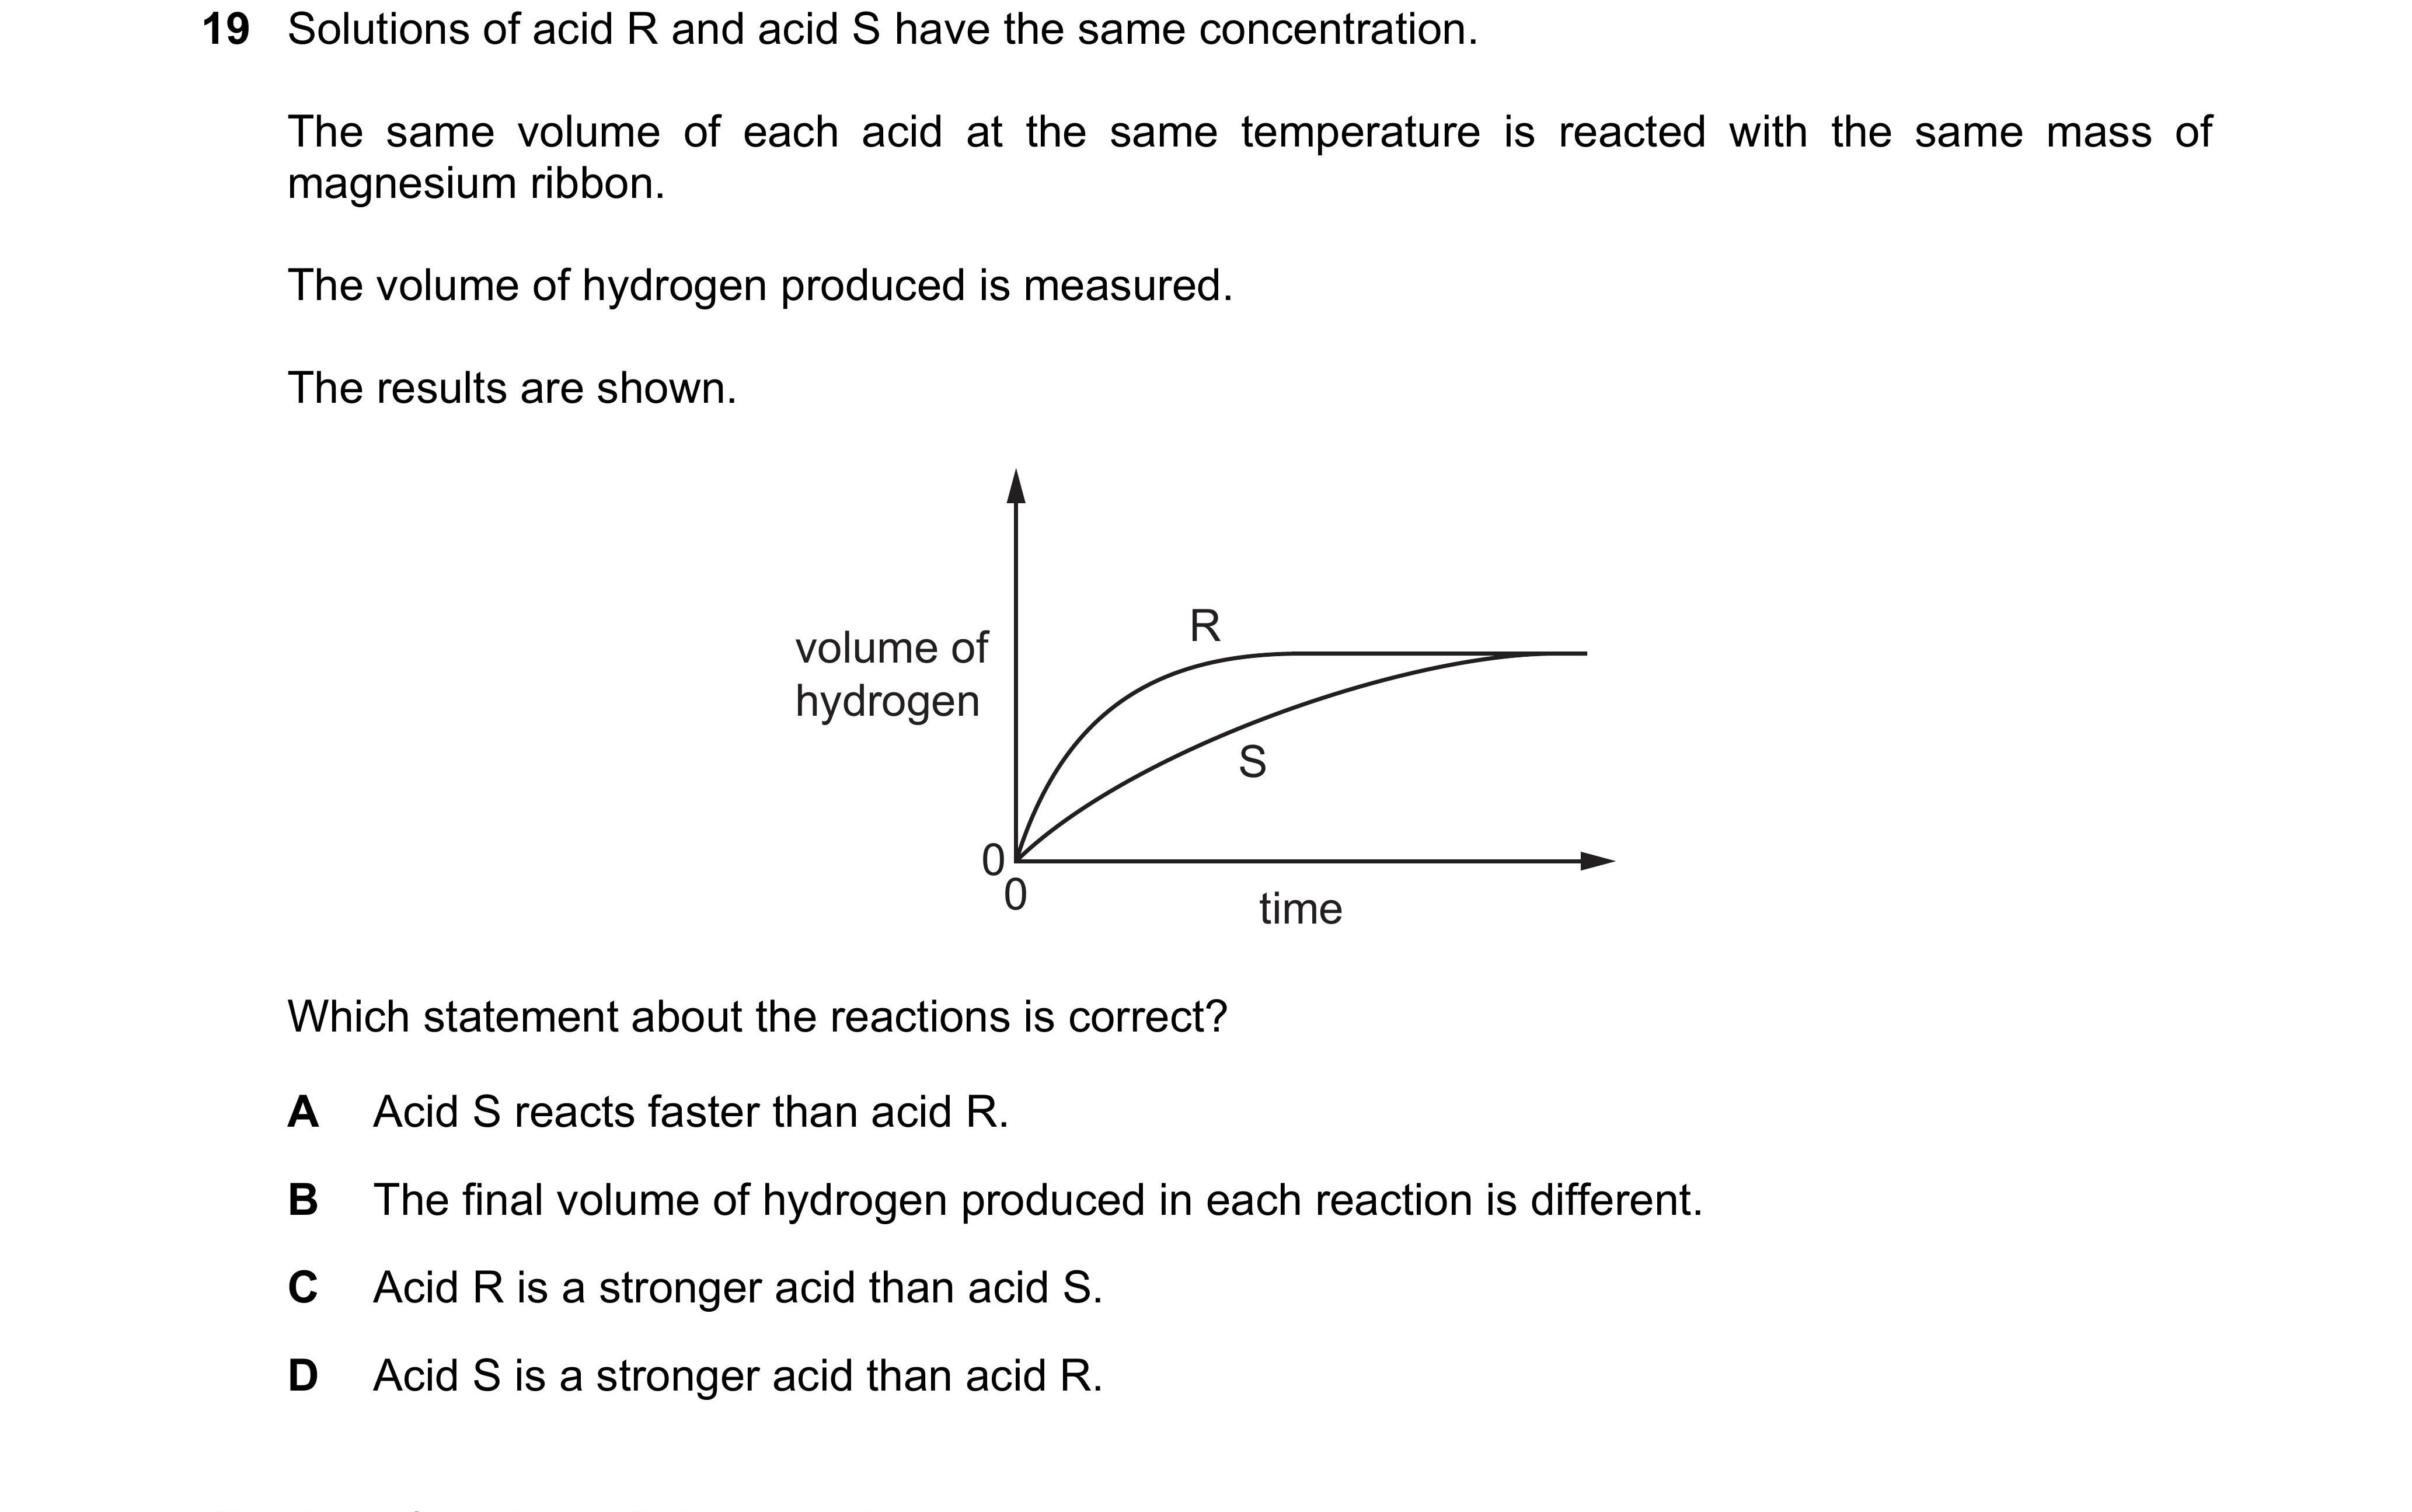 19 Solutions of acid R and acid S have the same concentration.
The same volume of each acid at the same temperature is reacted with the same mass of
magnesium ribbon.
The volume of hydrogen produced is measured.
The results are shown.
R
volume of
hydrogen
S
0
0
time
Which statement about the reactions is correct?
A Acid S reacts faster than acid R.
B The final volume of hydrogen produced in each reaction is different.
C Acid R is a stronger acid than acid S.
D Acid S is a stronger acid than acid R.